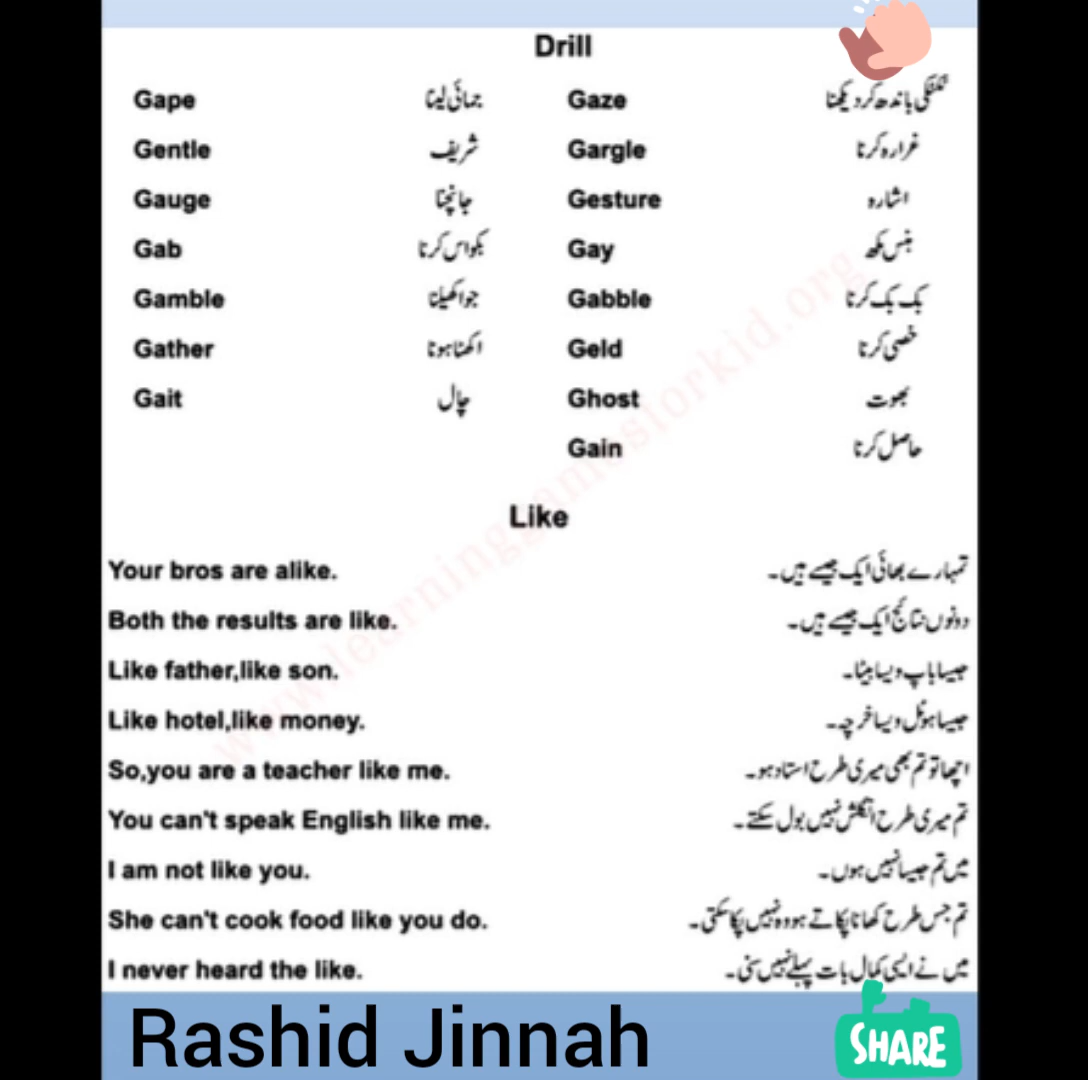 Drill
Gape جمائی لینا Gaze ٹکٹکی باندھ کر دیکھنا
Gentle شریف Gargle غرارہ کرنا
Gauge جانچنا Gesture اشارہ
Gab بکواس کرنا Gay ہنس مکھ
Gamble جوا کھیلنا Gabble بک بک کرنا
Gather اکھٹا ہونا Geld خصی کرنا
Gait چال Ghost بھوت
Gain حاصل کرنا
Like
Your bros are alike. تمہارے بھائی ایک جیسے ہیں۔
Both the results are like. دونوں نتائج ایک جیسے ہیں۔
Like father,like son. جیسا باپ ویسا بیٹا۔
Like hotel,like money. جیسا ہوٹل ویسا خرچہ۔
So,you are a teacher like me. اچھا تو تم بھی میری طرح استاد ہو۔
You can't speak English like me. تم میری طرح انگلش نہیں بول سکتے۔
I am not like you. میں تم جیسا نہیں ہوں۔
She can't cook food like you do. تم جس طرح کھانا پکاتے ہو وہ نہیں پکا سکتی۔
I never heard the like. میں نے ایسی کمال بات پہلے نہیں سنی۔
www.learninggamesforkid.org
Rashid Jinnah
SHARE